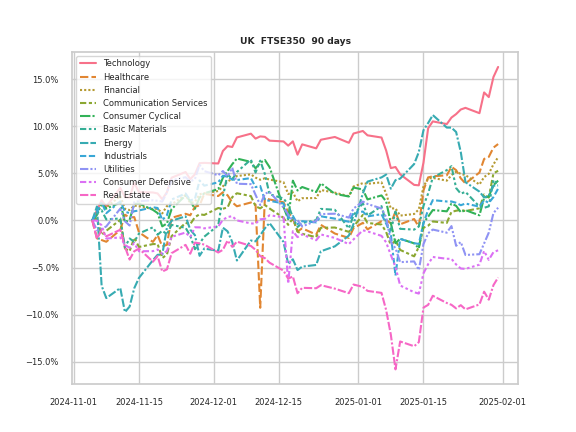 UK FTSE350 90 days
15.0%
10.0%
5.0%
0.0%
−5.0%
−10.0%
−15.0%
Technology
Healthcare
Financial
Communication Services
Consumer Cyclical
Basic Materials
Energy
Industrials
Utilities
Consumer Defensive
Real Estate
2024-11-01 2024-11-15 2024-12-01 2024-12-15 2025-01-01 2025-01-15 2025-02-01